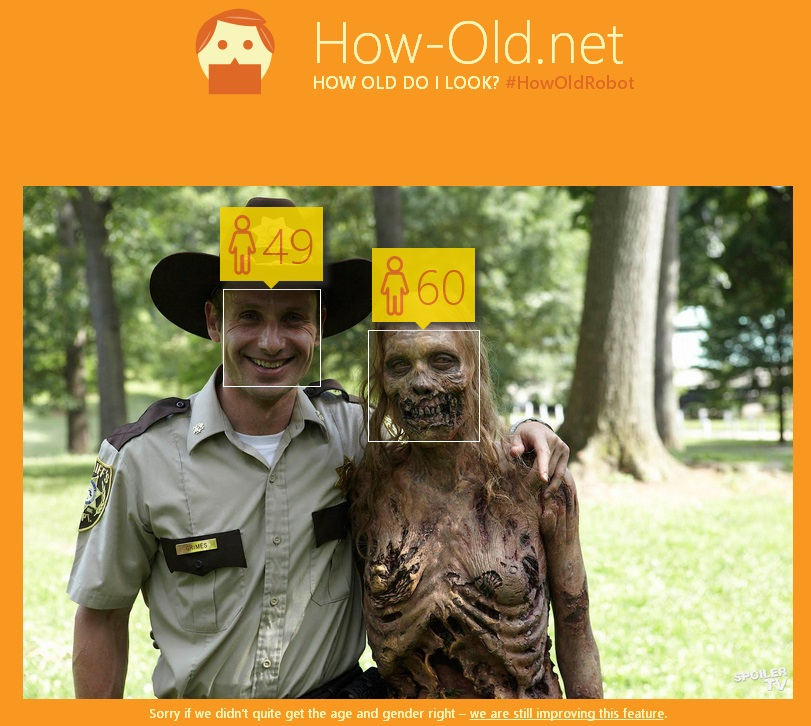 How-Old.net
HOW OLD DO I LOOK? #HowOldRobot
49
60
GRIMES
SPOILER
TV
Sorry if we didn't quite get the age and gender right – we are still improving this feature.